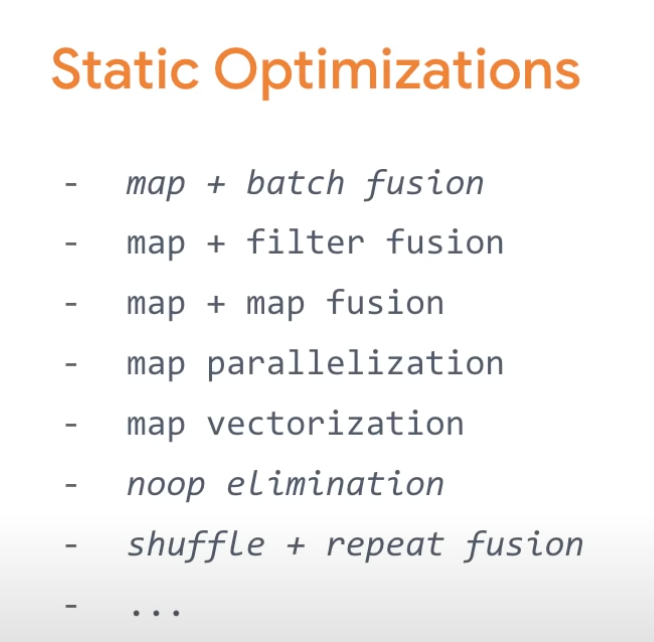 Static Optimizations
- map + batch fusion
- map + filter fusion
- map + map fusion
- map parallelization
- map vectorization
- noop elimination
- shuffle + repeat fusion
- ...